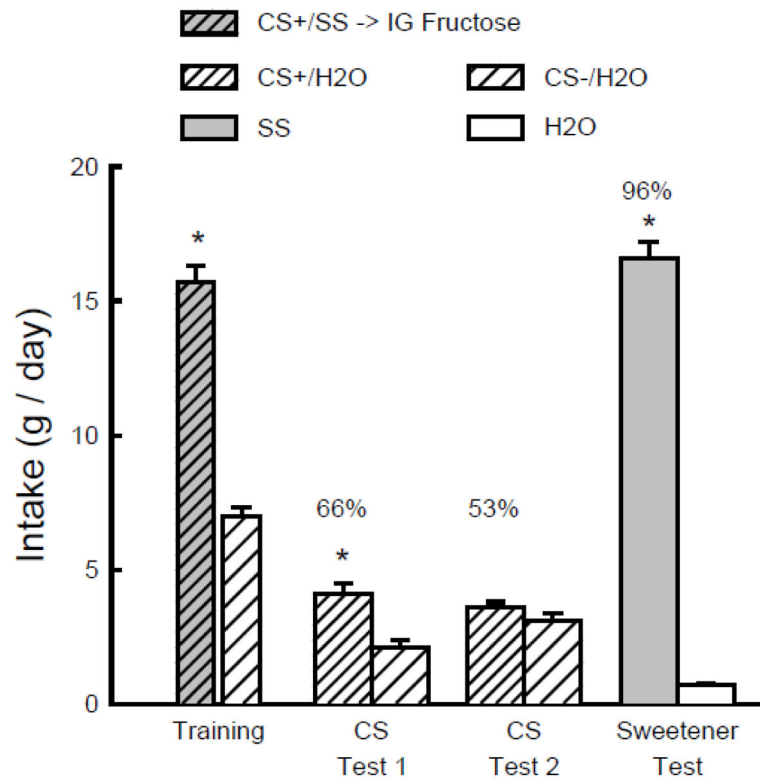 CS+/SS -> IG Fructose
CS+/H2O
CS-/H2O
SS
H2O
20
15
10
5
0
Intake (g / day)
*
66%
*
53%
96%
*
Training
CS
Test 1
CS
Test 2
Sweetener
Test